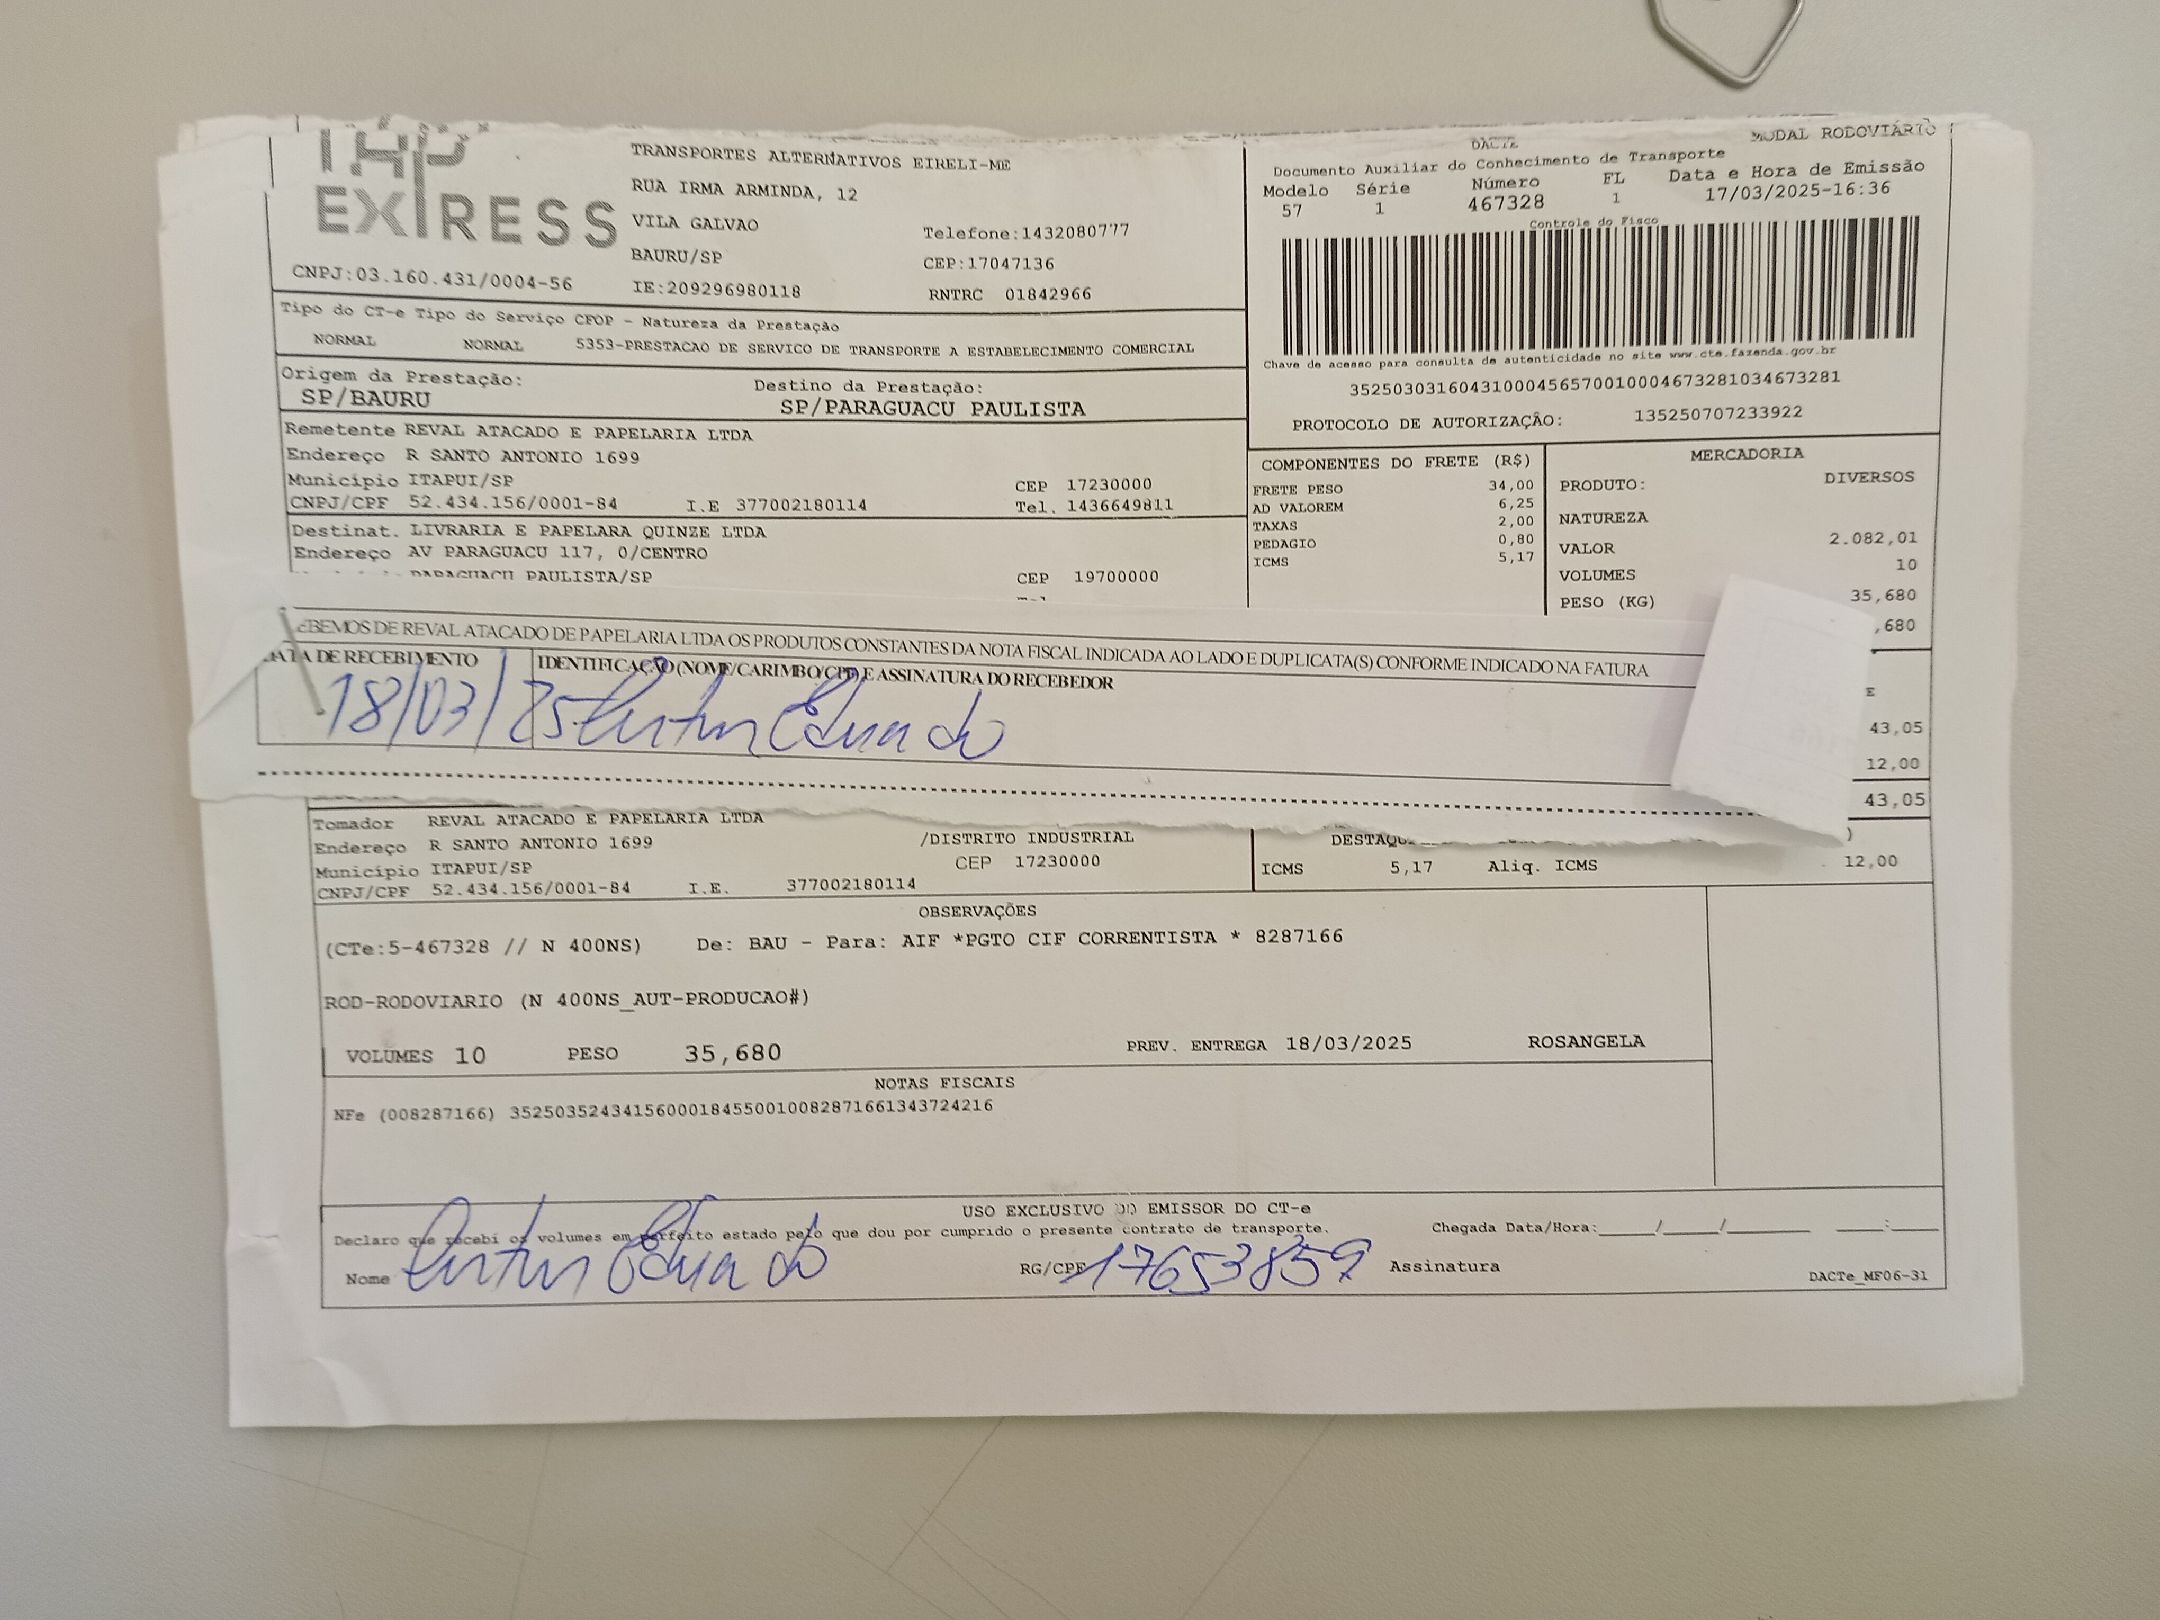 EXPRESS
TRANSPORTES ALTERNATIVOS EIRELI-ME
RUA IRMA ARMINDA, 12
VILA GALVAO
Telefone:1432080777
BAURU/SP
CEP:17047136
CNPJ:03.160.431/0004-56
IE:209296980118
RNTRC 01842966
DACTE
MODAL RODOVIÁRIO
Documento Auxiliar do Conhecimento de Transporte
Modelo Série Número FL Data e Hora de Emissão
57 1 467328 1 17/03/2025-16:36
Controle do Fisco
Chave de acesso para consulta de autenticidade no site www.cte.fazenda.gov.br
35250303160431000456570010004673281034673281
PROTOCOLO DE AUTORIZAÇÃO: 135250707233922
Tipo do CT-e Tipo do Serviço CFOP - Natureza da Prestação
NORMAL NORMAL 5353-PRESTACAO DE SERVICO DE TRANSPORTE A ESTABELECIMENTO COMERCIAL
Origem da Prestação: Destino da Prestação:
SP/BAURU SP/PARAGUACU PAULISTA
Remetente REVAL ATACADO E PAPELARIA LTDA
Endereço R SANTO ANTONIO 1699
Município ITAPUI/SP CEP 17230000
CNPJ/CPF 52.434.156/0001-84 I.E 377002180114 Tel. 1436649811
Destinat. LIVRARIA E PAPELARA QUINZE LTDA
Endereço AV PARAGUACU 117, 0/CENTRO
PARAGUACU PAULISTA/SP CEP 19700000
COMPONENTES DO FRETE (R$)
FRETE PESO 34,00
AD VALOREM 6,25
TAXAS 2,00
PEDAGIO 0,80
ICMS 5,17
MERCADORIA
PRODUTO: DIVERSOS
NATUREZA
VALOR 2.082,01
VOLUMES 10
PESO (KG) 35,680
,680
E
43,05
12,00
43,05
EBEMOS DE REVAL ATACADO DE PAPELARIA LTDA OS PRODUTOS CONSTANTES DA NOTA FISCAL INDICADA AO LADO E DUPLICATA(S) CONFORME INDICADO NA FATURA
DATA DE RECEBIMENTO IDENTIFICAÇÃO (NOME/CARIMBO/CPF) E ASSINATURA DO RECEBEDOR
18/03/25 Eduardo
Tomador REVAL ATACADO E PAPELARIA LTDA
Endereço R SANTO ANTONIO 1699 /DISTRITO INDUSTRIAL
Município ITAPUI/SP CEP 17230000
CNPJ/CPF 52.434.156/0001-84 I.E. 377002180114
DESTAQU )
ICMS 5,17 Aliq. ICMS 12,00
OBSERVAÇÕES
(CTe:5-467328 // N 400NS) De: BAU - Para: AIF *PGTO CIF CORRENTISTA * 8287166
ROD-RODOVIARIO (N 400NS_AUT-PRODUCAO#)
VOLUMES 10 PESO 35,680 PREV. ENTREGA 18/03/2025 ROSANGELA
NOTAS FISCAIS
NFe (008287166) 35250352434156000184550010082871661343724216
USO EXCLUSIVO DO EMISSOR DO CT-e
Declaro que recebi os volumes em perfeito estado pelo que dou por cumprido o presente contrato de transporte. Chegada Data/Hora:____/____/______ ___:____
Nome Eduardo RG/CPF 176538592 Assinatura
DACTe_MF06-31